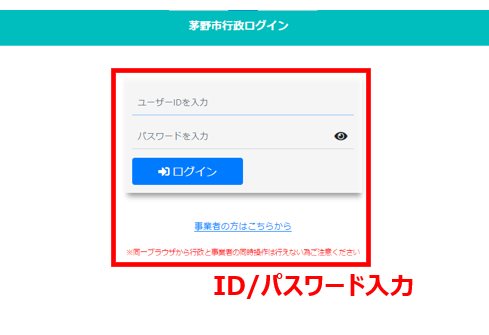 茅野市行政ログイン
ユーザーIDを入力
パスワードを入力
ログイン
事業者の方はこちらから
※同一ブラウザから行政と事業者の同時操作は行えない為ご注意ください
ID/パスワード入力